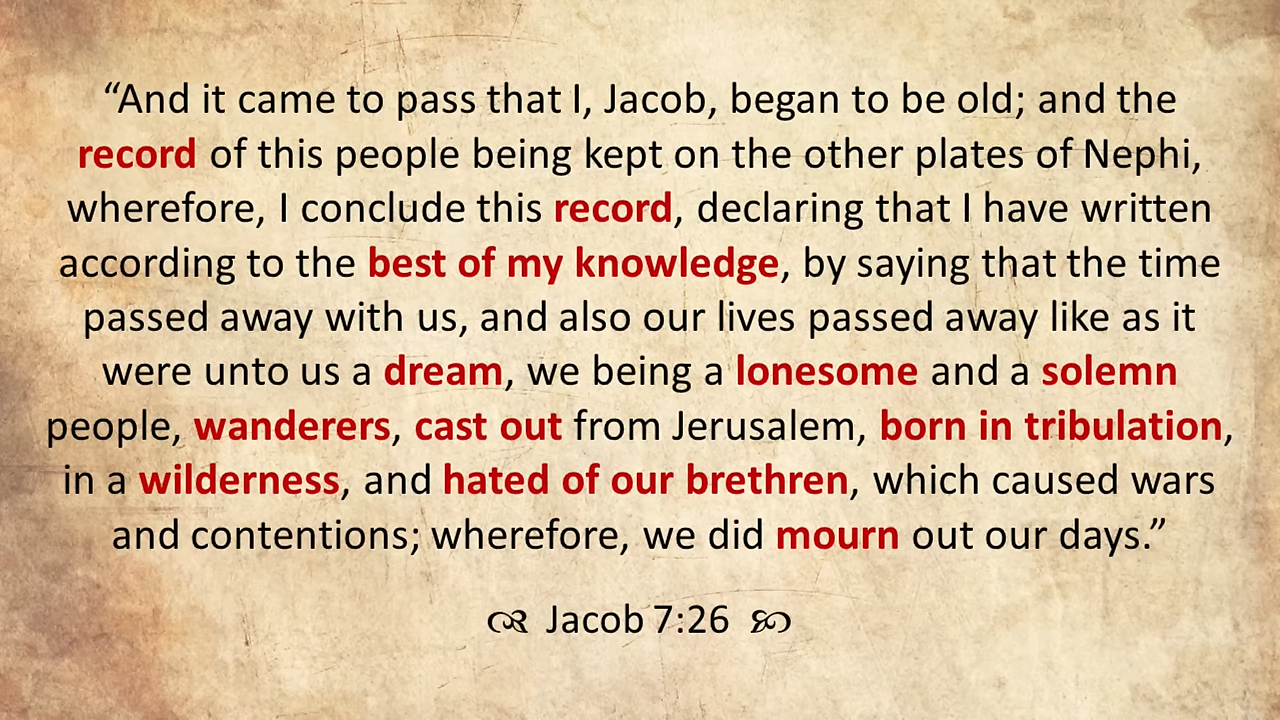 “And it came to pass that I, Jacob, began to be old; and the
record of this people being kept on the other plates of Nephi,
wherefore, I conclude this record, declaring that I have written
according to the best of my knowledge, by saying that the time
passed away with us, and also our lives passed away like as it
were unto us a dream, we being a lonesome and a solemn
people, wanderers, cast out from Jerusalem, born in tribulation,
in a wilderness, and hated of our brethren, which caused wars
and contentions; wherefore, we did mourn out our days.”
Jacob 7:26